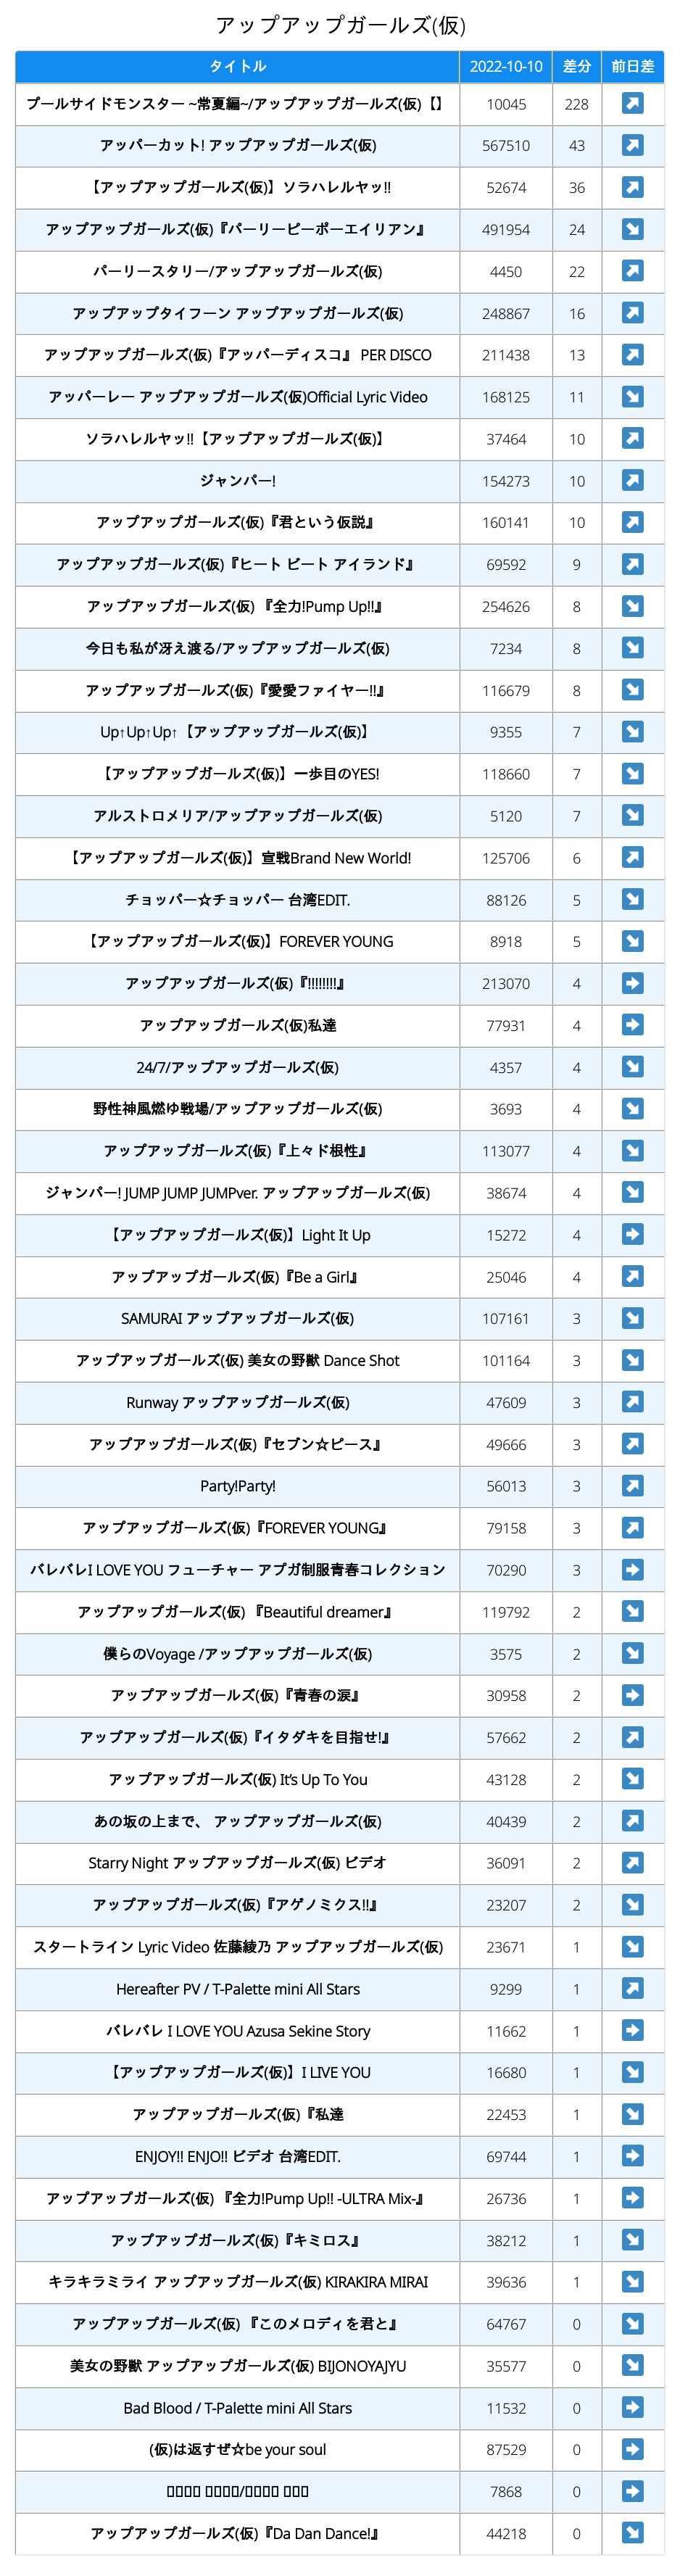 アップアップガールズ(仮)
タイトル 2022-10-10 差分 前日差
プールサイドモンスター ~常夏編~/アップアップガールズ(仮)【】 10045 228 ↗
アッパーカット! アップアップガールズ(仮) 567510 43 ↗
【アップアップガールズ(仮)】ソラハレルヤッ!! 52674 36 ↗
アップアップガールズ(仮)『パーリーピーポーエイリアン』 491954 24 ↘
パーリースタリー/アップアップガールズ(仮) 4450 22 ↗
アップアップタイフーン アップアップガールズ(仮) 248867 16 ↗
アップアップガールズ(仮)『アッパーディスコ』 PER DISCO 211438 13 ↗
アッパーレー アップアップガールズ(仮)Official Lyric Video 168125 11 ↘
ソラハレルヤッ!!【アップアップガールズ(仮)】 37464 10 ↗
ジャンパー! 154273 10 ↗
アップアップガールズ(仮)『君という仮説』 160141 10 ↗
アップアップガールズ(仮)『ヒート ビート アイランド』 69592 9 ↗
アップアップガールズ(仮) 『全力!Pump Up!!』 254626 8 ↘
今日も私が冴え渡る/アップアップガールズ(仮) 7234 8 ↘
アップアップガールズ(仮)『愛愛ファイヤー!!』 116679 8 ↘
Up↑Up↑Up↑【アップアップガールズ(仮)】 9355 7 ↘
【アップアップガールズ(仮)】一歩目のYES! 118660 7 ↘
アルストロメリア/アップアップガールズ(仮) 5120 7 ↘
【アップアップガールズ(仮)】宣戦Brand New World! 125706 6 ↗
チョッパー☆チョッパー 台湾EDIT. 88126 5 ↘
【アップアップガールズ(仮)】FOREVER YOUNG 8918 5 ↘
アップアップガールズ(仮)『!!!!!!!!』 213070 4 ➡
アップアップガールズ(仮)私達 77931 4 ➡
24/7/アップアップガールズ(仮) 4357 4 ↘
野性神風燃ゆ戦場/アップアップガールズ(仮) 3693 4 ↘
アップアップガールズ(仮)『上々ド根性』 113077 4 ↘
ジャンパー! JUMP JUMP JUMPver. アップアップガールズ(仮) 38674 4 ↘
【アップアップガールズ(仮)】Light It Up 15272 4 ➡
アップアップガールズ(仮)『Be a Girl』 25046 4 ↗
SAMURAI アップアップガールズ(仮) 107161 3 ↘
アップアップガールズ(仮) 美女の野獣 Dance Shot 101164 3 ↘
Runway アップアップガールズ(仮) 47609 3 ↗
アップアップガールズ(仮)『セブン☆ピース』 49666 3 ↗
Party!Party! 56013 3 ↗
アップアップガールズ(仮)『FOREVER YOUNG』 79158 3 ↗
バレバレI LOVE YOU フューチャー アプガ制服青春コレクション 70290 3 ➡
アップアップガールズ(仮) 『Beautiful dreamer』 119792 2 ↘
僕らのVoyage /アップアップガールズ(仮) 3575 2 ↘
アップアップガールズ(仮)『青春の涙』 30958 2 ➡
アップアップガールズ(仮)『イタダキを目指せ!』 57662 2 ↗
アップアップガールズ(仮) It's Up To You 43128 2 ↘
あの坂の上まで、 アップアップガールズ(仮) 40439 2 ↗
Starry Night アップアップガールズ(仮) ビデオ 36091 2 ↗
アップアップガールズ(仮)『アゲノミクス!!』 23207 2 ↘
スタートライン Lyric Video 佐藤綾乃 アップアップガールズ(仮) 23671 1 ↘
Hereafter PV / T-Palette mini All Stars 9299 1 ↗
バレバレ I LOVE YOU Azusa Sekine Story 11662 1 ➡
【アップアップガールズ(仮)】I LIVE YOU 16680 1 ↘
アップアップガールズ(仮)『私達 22453 1 ↘
ENJOY!! ENJO!! ビデオ 台湾EDIT. 69744 1 ➡
アップアップガールズ(仮) 『全力!Pump Up!! -ULTRA Mix-』 26736 1 ➡
アップアップガールズ(仮)『キミロス』 38212 1 ↘
キラキラミライ アップアップガールズ(仮) KIRAKIRA MIRAI 39636 1 ↘
アップアップガールズ(仮) 『このメロディを君と』 64767 0 ↘
美女の野獣 アップアップガールズ(仮) BIJONOYAJYU 35577 0 ↘
Bad Blood / T-Palette mini All Stars 11532 0 ➡
(仮)は返すぜ☆be your soul 87529 0 ➡
▯▯▯▯ ▯▯▯▯/▯▯▯▯ ▯▯▯ 7868 0 ➡
アップアップガールズ(仮)『Da Dan Dance!』 44218 0 ↘